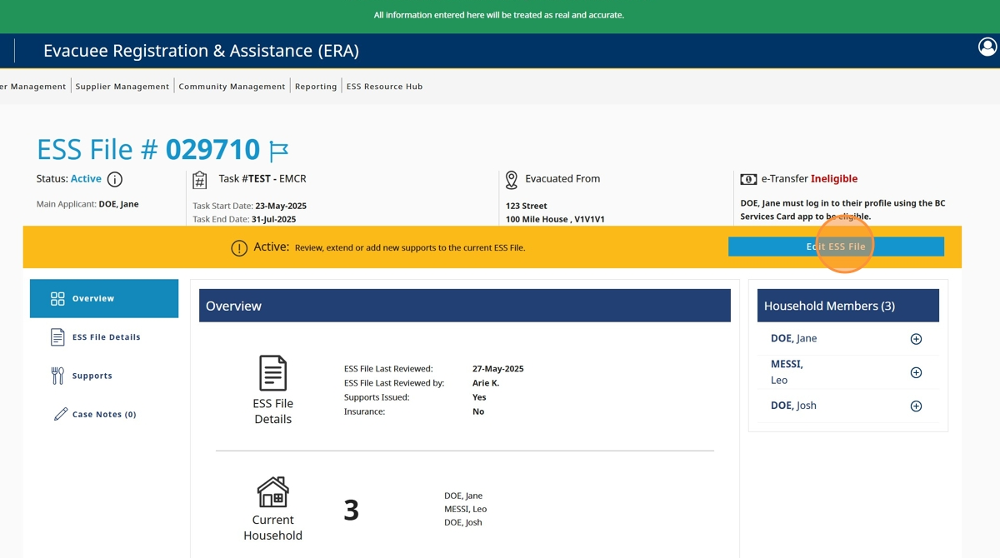 All information entered here will be treated as real and accurate.
Evacuee Registration & Assistance (ERA)
er Management
Supplier Management
Community Management
Reporting
ESS Resource Hub
ESS File # 029710
Status: Active
Main Applicant: DOE, Jane
Task #TEST - EMCR
Task Start Date: 23-May-2025
Task End Date: 31-Jul-2025
Evacuated From
123 Street
100 Mile House , V1V1V1
e-Transfer Ineligible
DOE, Jane must log in to their profile using the BC
Services Card app to be eligible.
Active: Review, extend or add new supports to the current ESS File.
Edit ESS File
Overview
ESS File Details
Supports
Case Notes (0)
Overview
ESS File
Details
ESS File Last Reviewed: 27-May-2025
ESS File Last Reviewed by: Arie K.
Supports Issued: Yes
Insurance: No
Current
Household
3
DOE, Jane
MESSI, Leo
DOE, Josh
Household Members (3)
DOE, Jane
MESSI,
Leo
DOE, Josh